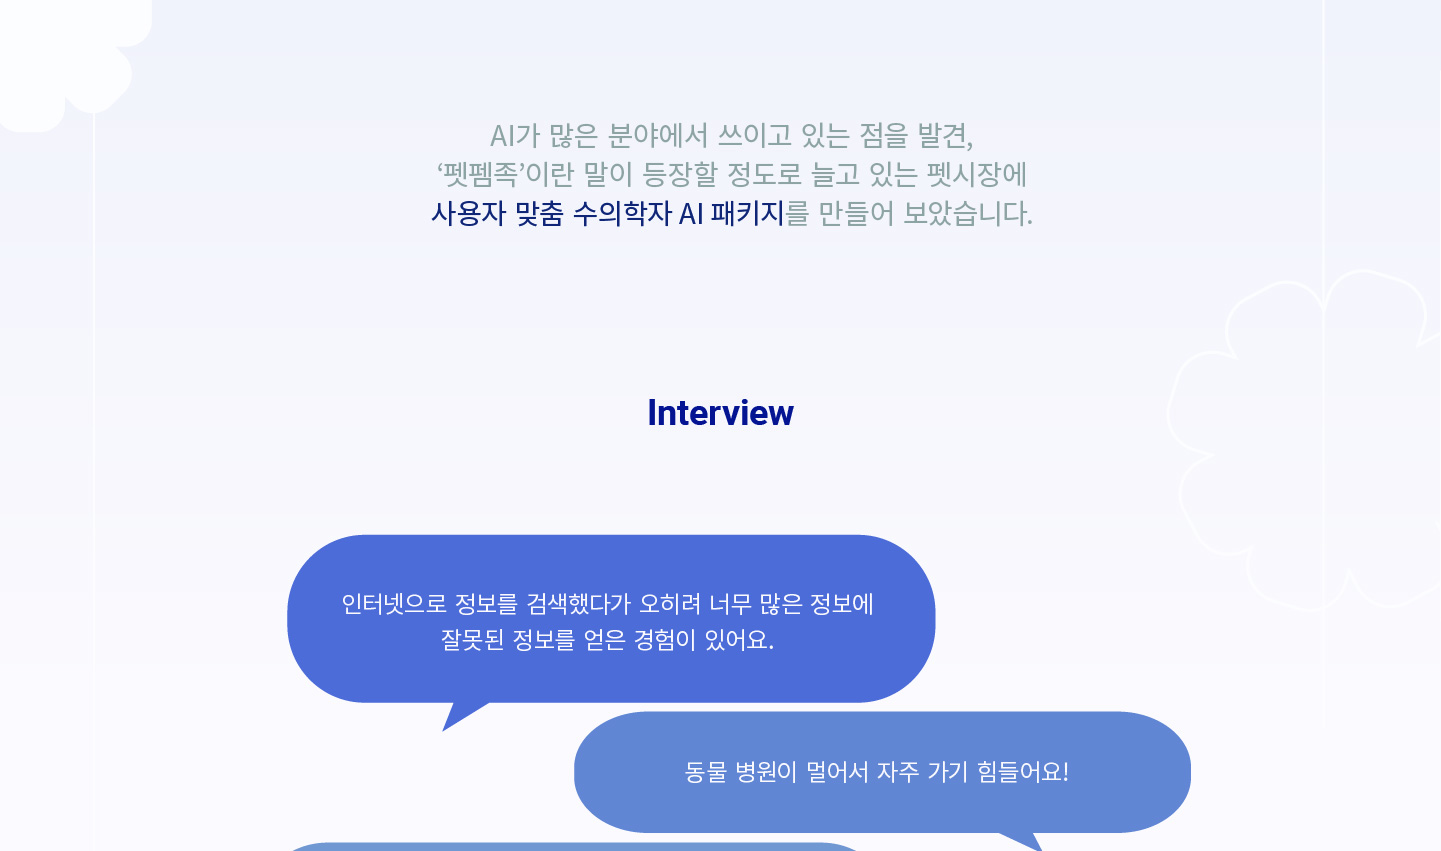 AI가 많은 분야에서 쓰이고 있는 점을 발견,
‘펫펨족’이란 말이 등장할 정도로 늘고 있는 펫시장에
사용자 맞춤 수의학자 AI 패키지를 만들어 보았습니다.
Interview
인터넷으로 정보를 검색했다가 오히려 너무 많은 정보에
잘못된 정보를 얻은 경험이 있어요.
동물 병원이 멀어서 자주 가기 힘들어요!